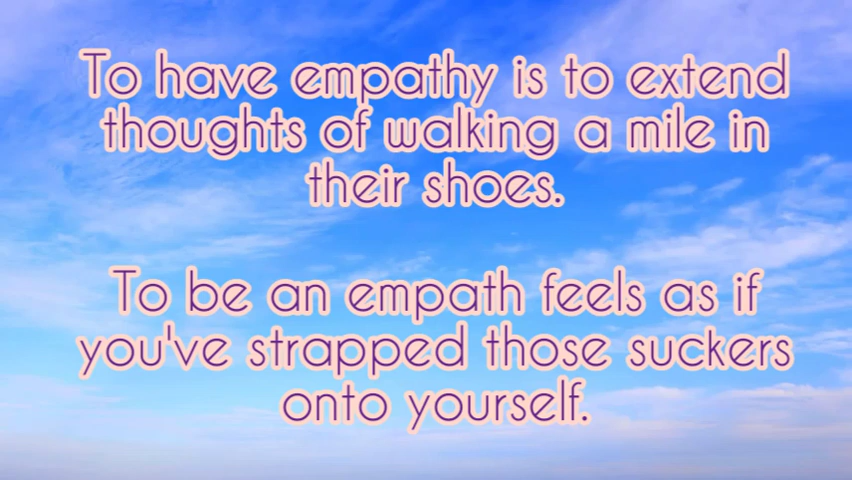 To have empathy is to extend
thoughts of walking a mile in
their shoes.
To be an empath feels as if
you've strapped those suckers
onto yourself.